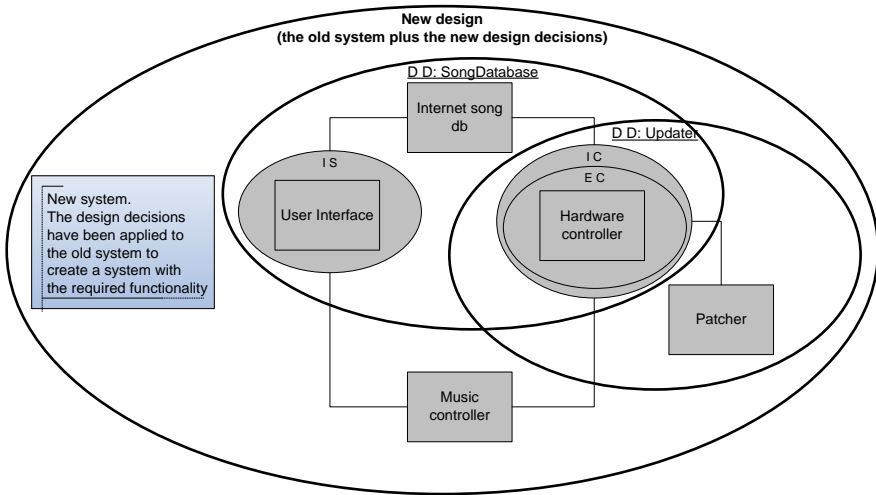 New design
(the old system plus the new design decisions)
D D: SongDatabase
Internet song
db
D D: Updater
I S
I C
E C
User Interface
Hardware
controller
New system.
The design decisions
have been applied to
the old system to
create a system with
the required functionality
Patcher
Music
controller